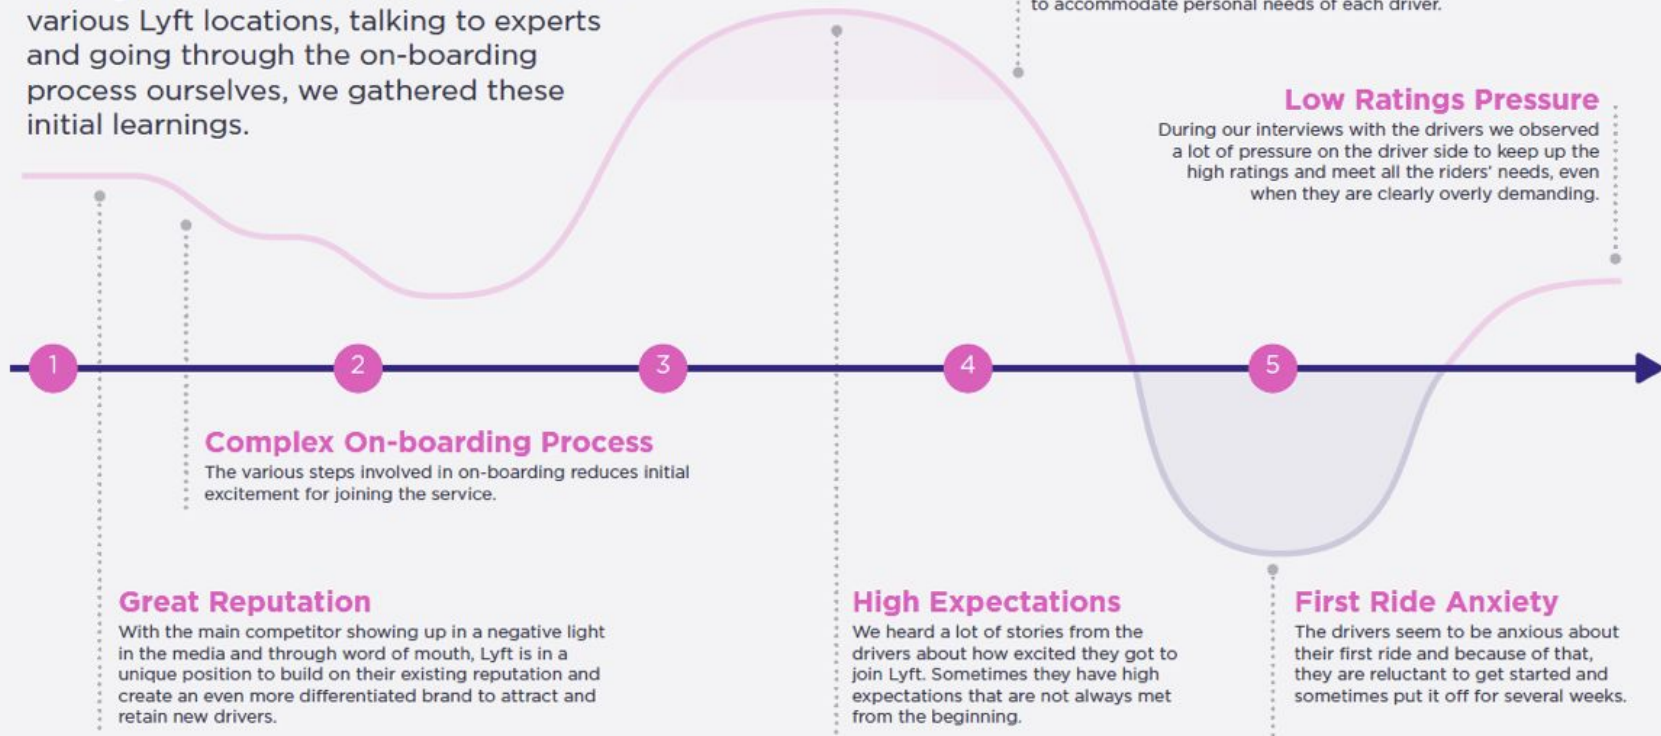 various Lyft locations, talking to experts
and going through the on-boarding
process ourselves, we gathered these
initial learnings.
to accommodate personal needs of each driver.
Low Ratings Pressure
During our interviews with the drivers we observed
a lot of pressure on the driver side to keep up the
high ratings and meet all the riders' needs, even
when they are clearly overly demanding.
1
2
3
4
5
Complex On-boarding Process
The various steps involved in on-boarding reduces initial
excitement for joining the service.
Great Reputation
With the main competitor showing up in a negative light
in the media and through word of mouth, Lyft is in a
unique position to build on their existing reputation and
create an even more differentiated brand to attract and
retain new drivers.
High Expectations
We heard a lot of stories from the
drivers about how excited they got to
join Lyft. Sometimes they have high
expectations that are not always met
from the beginning.
First Ride Anxiety
The drivers seem to be anxious about
their first ride and because of that,
they are reluctant to get started and
sometimes put it off for several weeks.